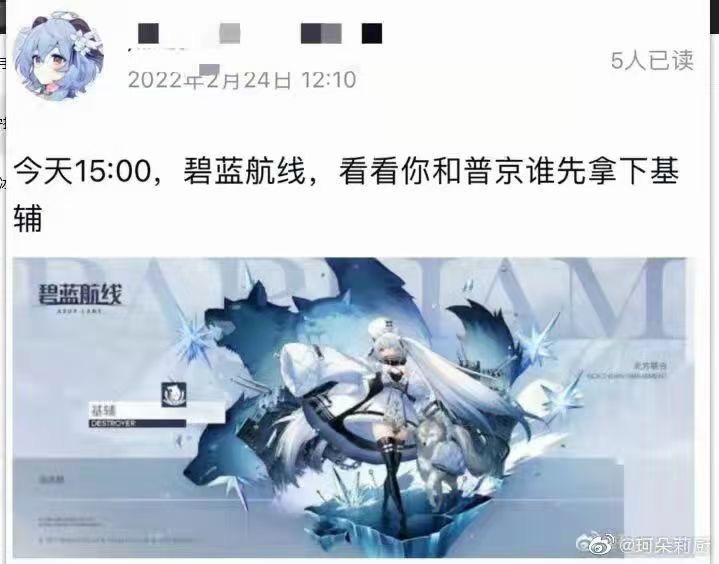 2022年2月24日 12:10
5人已读
今天15:00，碧蓝航线，看看你和普京谁先拿下基
辅
碧蓝航线
AZUR LANE
北方联合
NORTHERN PARLIAMENT
基辅
DESTROYER
@珂朵莉厨